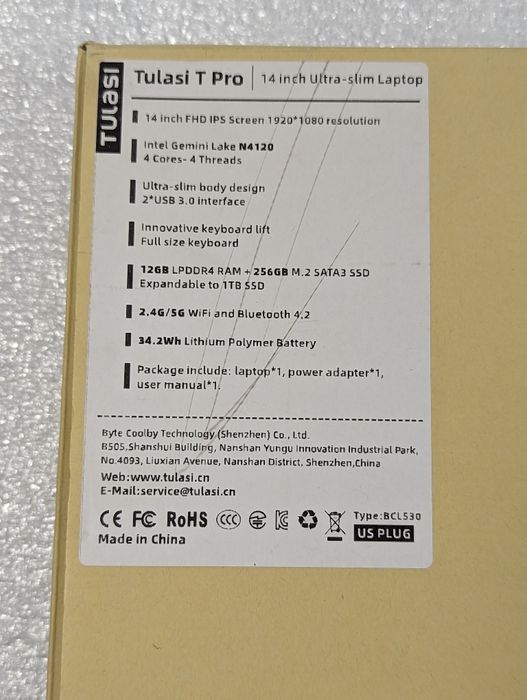 TULASI
Tulasi T Pro | 14 inch Ultra-slim Laptop
14 inch FHD IPS Screen 1920*1080 resolution
Intel Gemini Lake N4120
4 Cores- 4 Threads
Ultra-slim body design
2*USB 3.0 interface
Innovative keyboard lift
Full size keyboard
12GB LPDDR4 RAM + 256GB M.2 SATA3 SSD
Expandable to 1TB SSD
2.4G/5G WiFi and Bluetooth 4.2
34.2Wh Lithium Polymer Battery
Package include: laptop*1, power adapter*1,
user manual*1.
Byte Coolby Technology (Shenzhen) Co., Ltd.
B505,Shanshui Building, Nanshan Yungu Innovation Industrial Park,
No.4093, Liuxian Avenue, Nanshan District, Shenzhen,China
Web:www.tulasi.cn
E-Mail:service@tulasi.cn
CE FC RoHS CCC Type:BCL530
US PLUG
Made in China